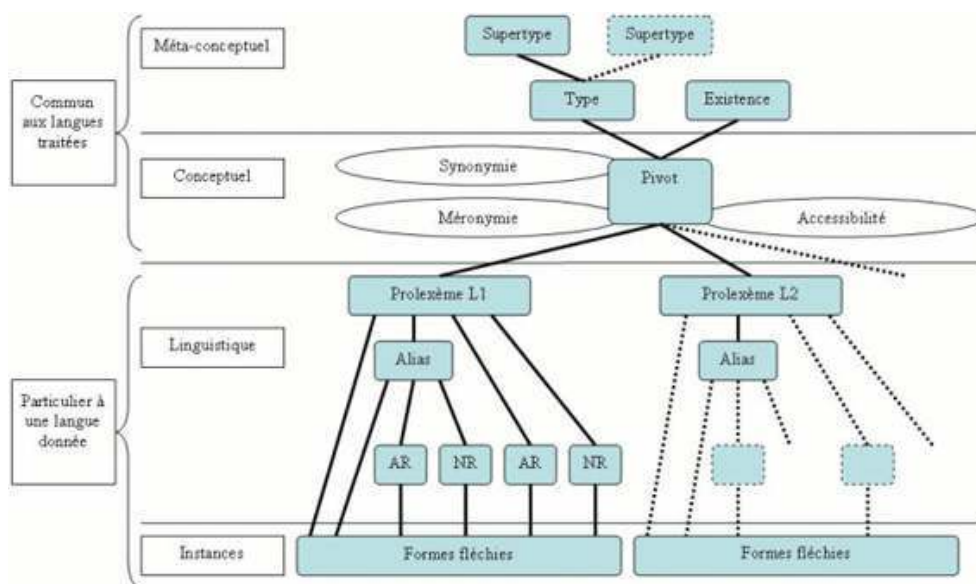 Méta-conceptuel
Supertype
Supertype
Type
Existence
Commun
aux langues
traitées
Conceptuel
Synonymie
Pivot
Méronymie
Accessibilité
Prolexème L1
Prolexème L2
Linguistique
Alias
Alias
Particulier à
une langue
donnée
AR
NR
AR
NR
Instances
Formes fléchies
Formes fléchies